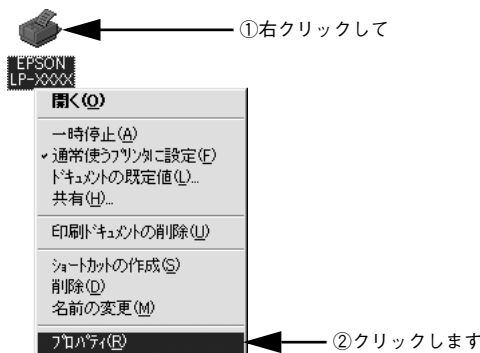 ①右クリックして
EPSON
LP-XXXX
開く(O)
一時停止(A)
通常使うプリンタに設定(F)
ドキュメントの既定値(L)...
共有(H)...
印刷ドキュメントの削除(U)
ショートカットの作成(S)
削除(D)
名前の変更(M)
プロパティ(R)
②クリックします